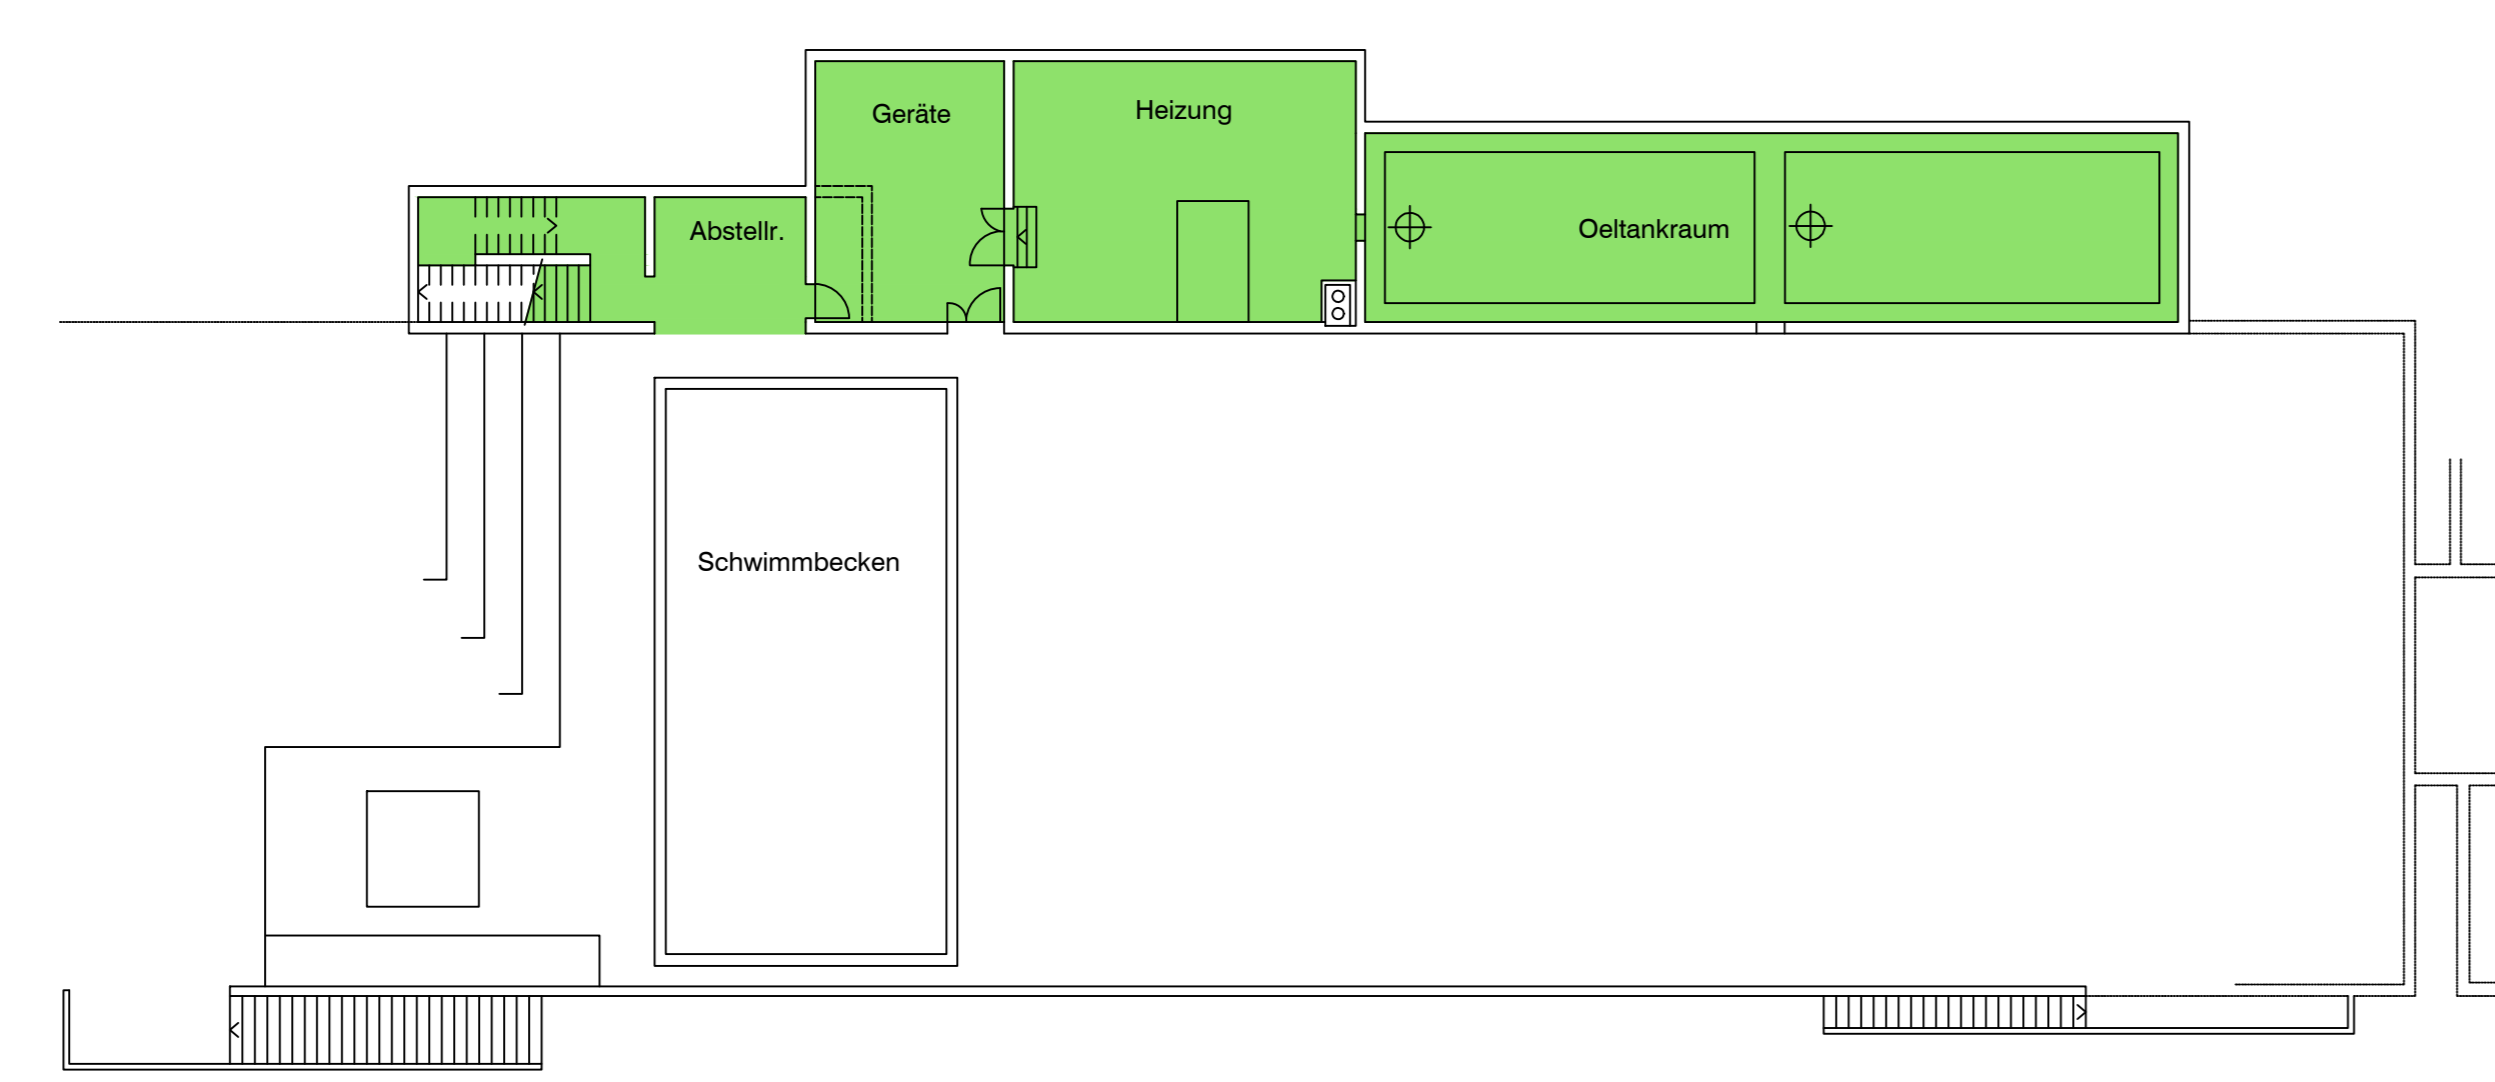 Geräte
Heizung
Abstellr.
Oeltankraum
Schwimmbecken